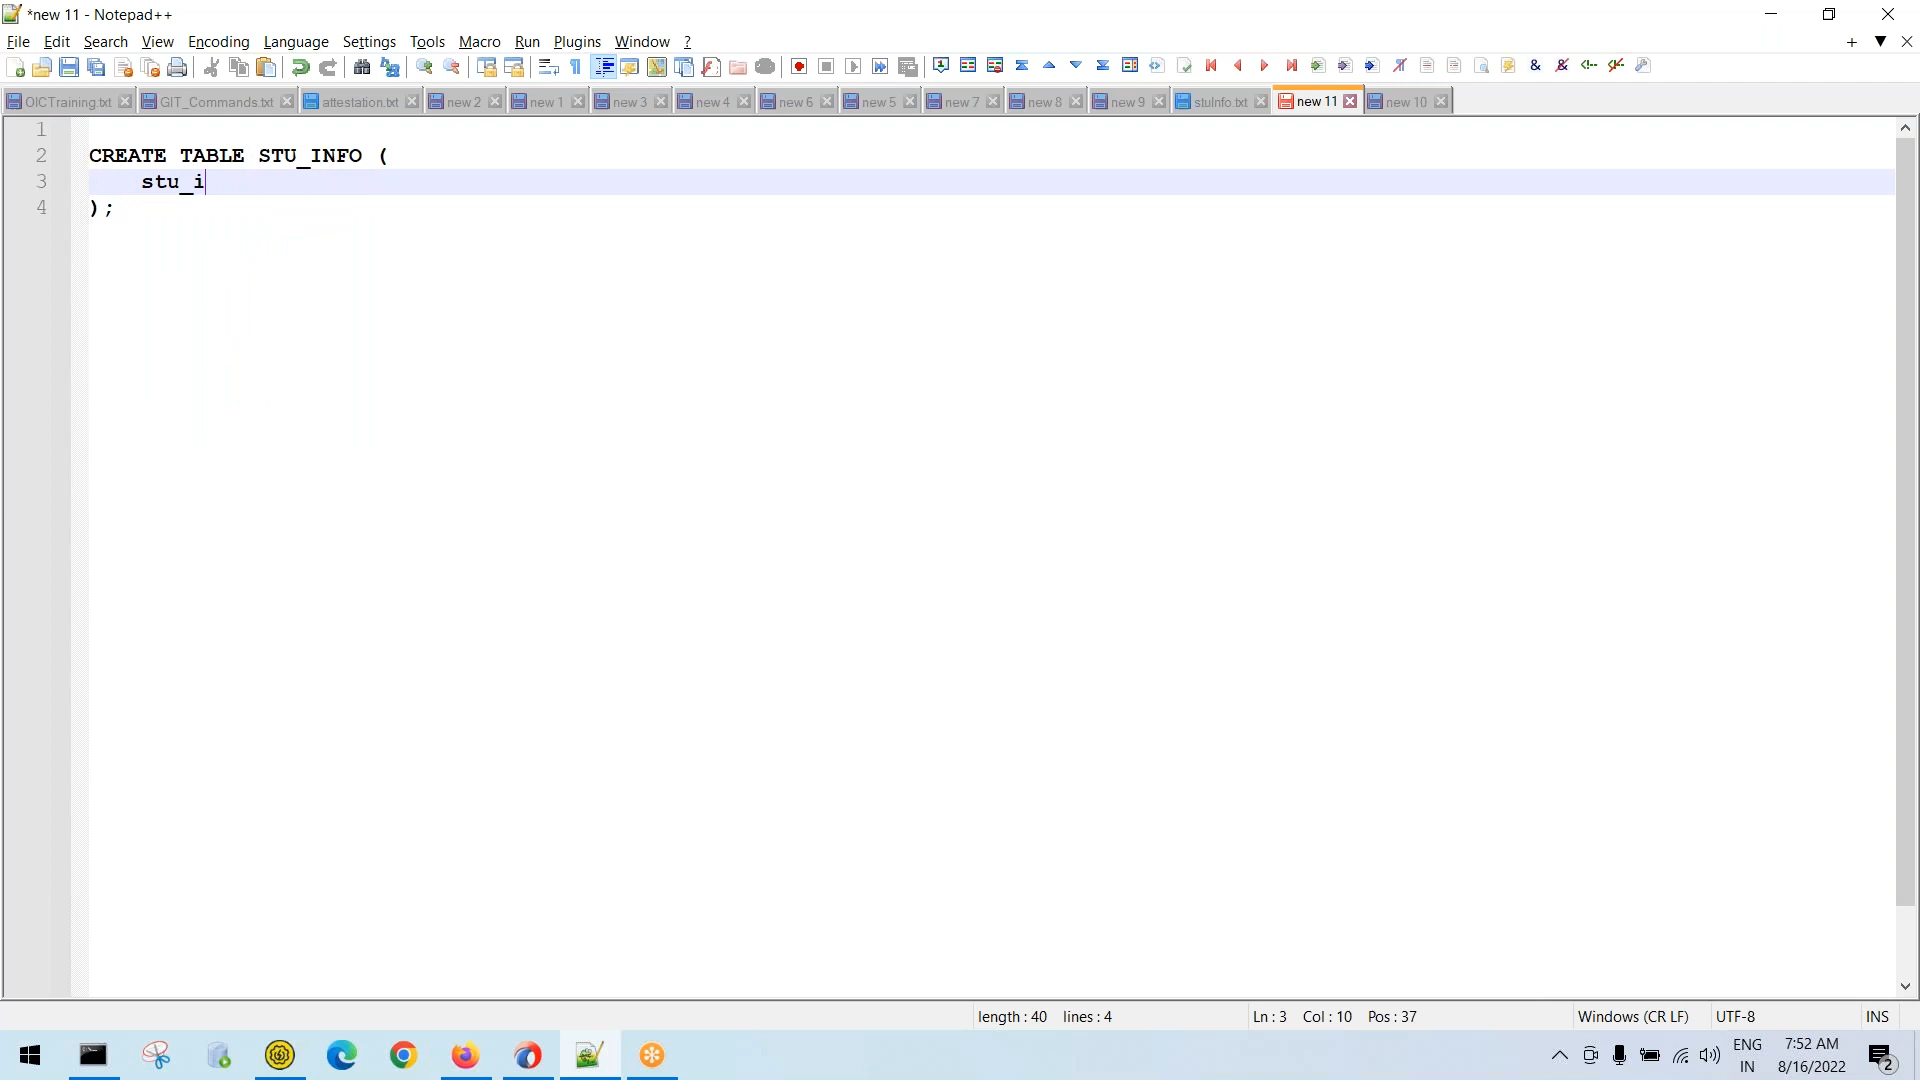 *new 11 - Notepad++
File Edit Search View Encoding Language Settings Tools Macro Run Plugins Window ?
OICTraining.txt GIT_Commands.txt attestation.txt new 2 new 1 new 3 new 4 new 6 new 5 new 7 new 8 new 9 stuInfo.txt new 11 new 10
1
2 CREATE TABLE STU_INFO (
3 stu_i
4 );
length : 40 lines : 4 Ln : 3 Col : 10 Pos : 37 Windows (CR LF) UTF-8 INS
ENG 7:52 AM
IN 8/16/2022 2